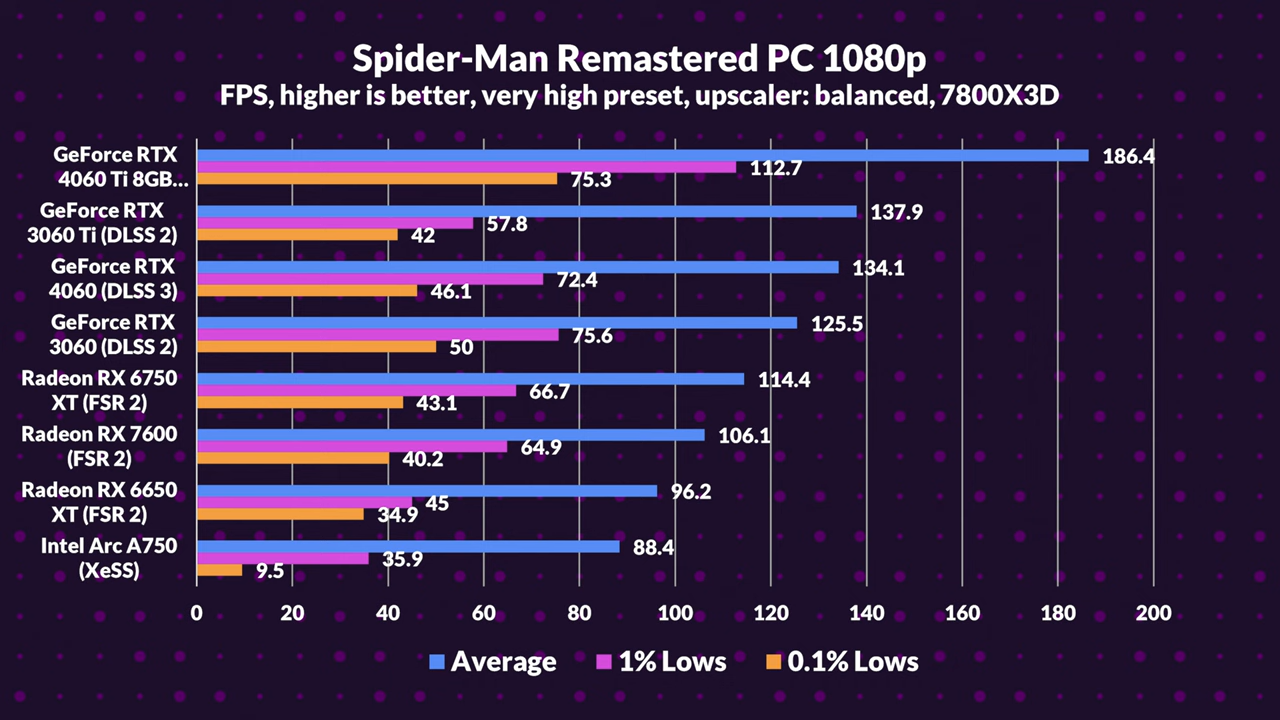 Spider-Man Remastered PC 1080p
FPS, higher is better, very high preset, upscaler: balanced, 7800X3D
GeForce RTX
4060 Ti 8GB...
186.4
112.7
75.3
GeForce RTX
3060 Ti (DLSS 2)
137.9
57.8
42
GeForce RTX
4060 (DLSS 3)
134.1
72.4
46.1
GeForce RTX
3060 (DLSS 2)
125.5
75.6
50
Radeon RX 6750
XT (FSR 2)
114.4
66.7
43.1
Radeon RX 7600
(FSR 2)
106.1
64.9
40.2
Radeon RX 6650
XT (FSR 2)
96.2
45
34.9
Intel Arc A750
(XeSS)
88.4
35.9
9.5
0 20 40 60 80 100 120 140 160 180 200
Average 1% Lows 0.1% Lows